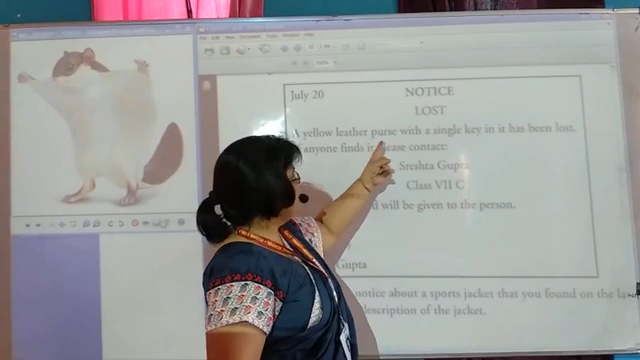 July 20 NOTICE
LOST
A yellow leather purse with a single key in it has been lost.
anyone finds it please contact:
Sreshta Gupta
Class VII C
will be given to the person.
Gupta
notice about a sports jacket that you found on the
description of the jacket.